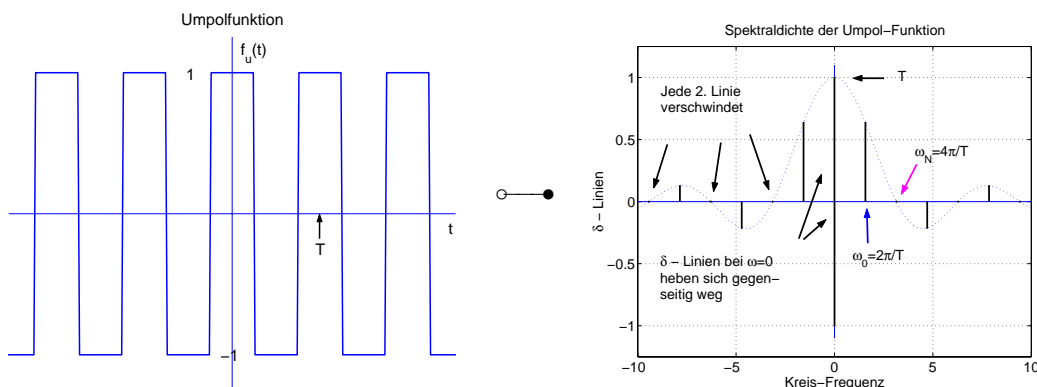 Umpolfunktion
f_u(t)
1
T
t
−1
Spektraldichte der Umpol−Funktion
δ − Linien
1
0.5
0
−0.5
−1
Jede 2. Linie
verschwindet
T
ω_N=4π/T
ω_0=2π/T
δ − Linien bei ω=0
heben sich gegen−
seitig weg
−10
−5
0
5
10
Kreis−Frequenz